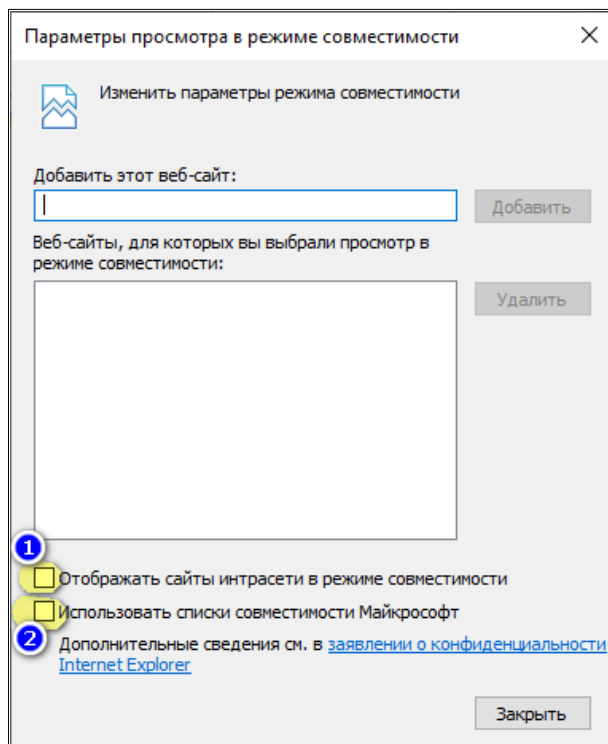 Параметры просмотра в режиме совместимости
Изменить параметры режима совместимости
Добавить этот веб-сайт:
Добавить
Веб-сайты, для которых вы выбрали просмотр в
режиме совместимости:
Удалить
1
Отображать сайты интрасети в режиме совместимости
Использовать списки совместимости Майкрософт
2
Дополнительные сведения см. в заявлении о конфиденциальности
Internet Explorer
Закрыть